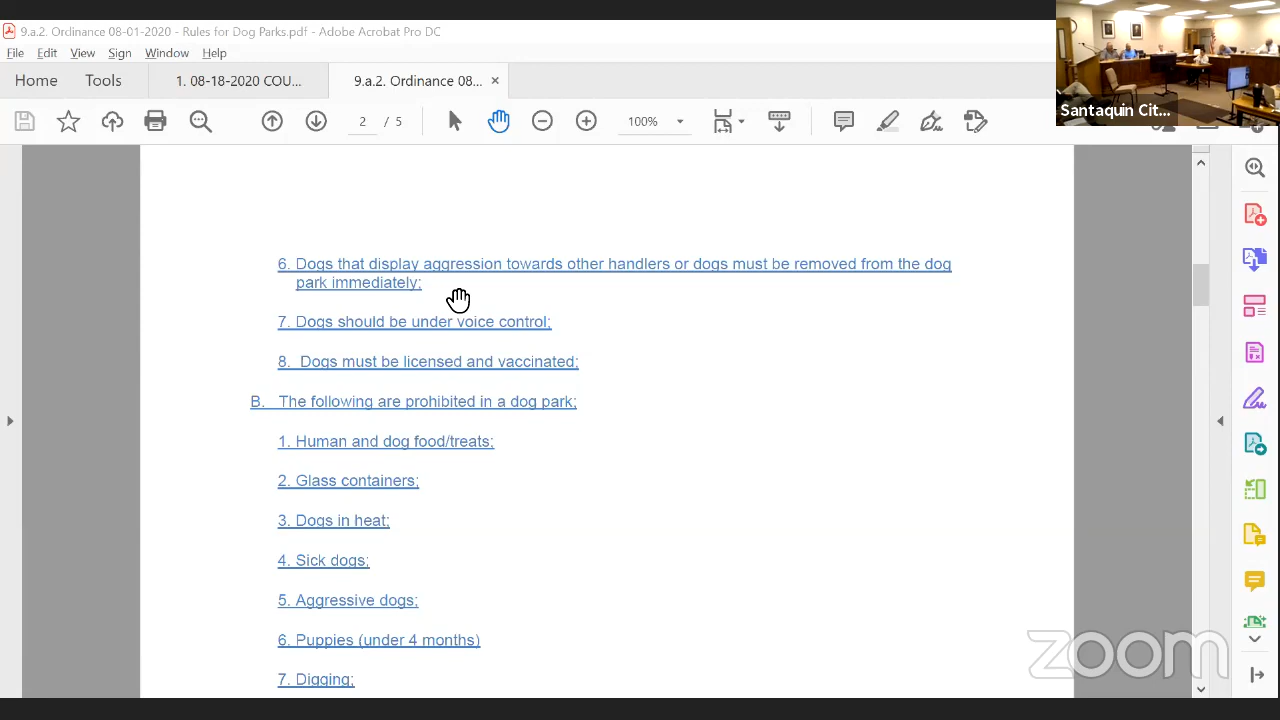 9.a.2. Ordinance 08-01-2020 - Rules for Dog Parks.pdf - Adobe Acrobat Pro DC
File Edit View Sign Window Help
Home Tools 1. 08-18-2020 COU... 9.a.2. Ordinance 08... ×
2 / 5 100%
Santaquin Cit...
6. Dogs that display aggression towards other handlers or dogs must be removed from the dog
park immediately;
7. Dogs should be under voice control;
8. Dogs must be licensed and vaccinated;
B. The following are prohibited in a dog park;
1. Human and dog food/treats;
2. Glass containers;
3. Dogs in heat;
4. Sick dogs;
5. Aggressive dogs;
6. Puppies (under 4 months)
7. Digging;
zoom